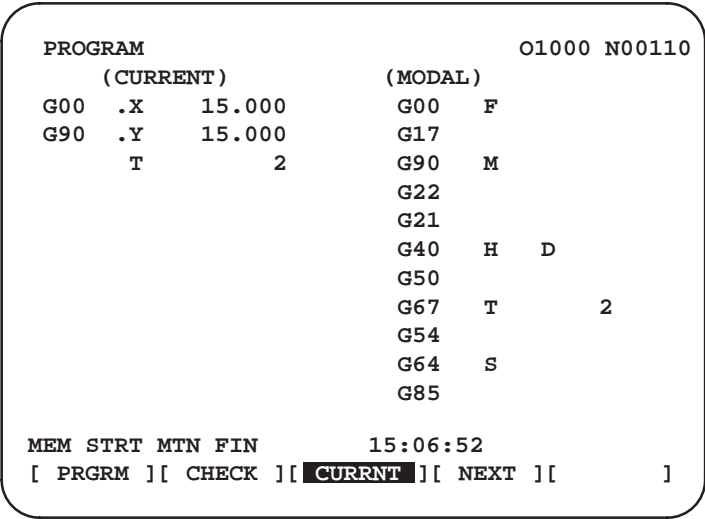 PROGRAM O1000 N00110
(CURRENT) (MODAL)
G00 .X 15.000 G00 F
G90 .Y 15.000 G17
T 2 G90 M
G22
G21
G40 H D
G50
G67 T 2
G54
G64 S
G85
MEM STRT MTN FIN 15:06:52
[ PRGRM ][ CHECK ][ CURRNT ][ NEXT ][ ]